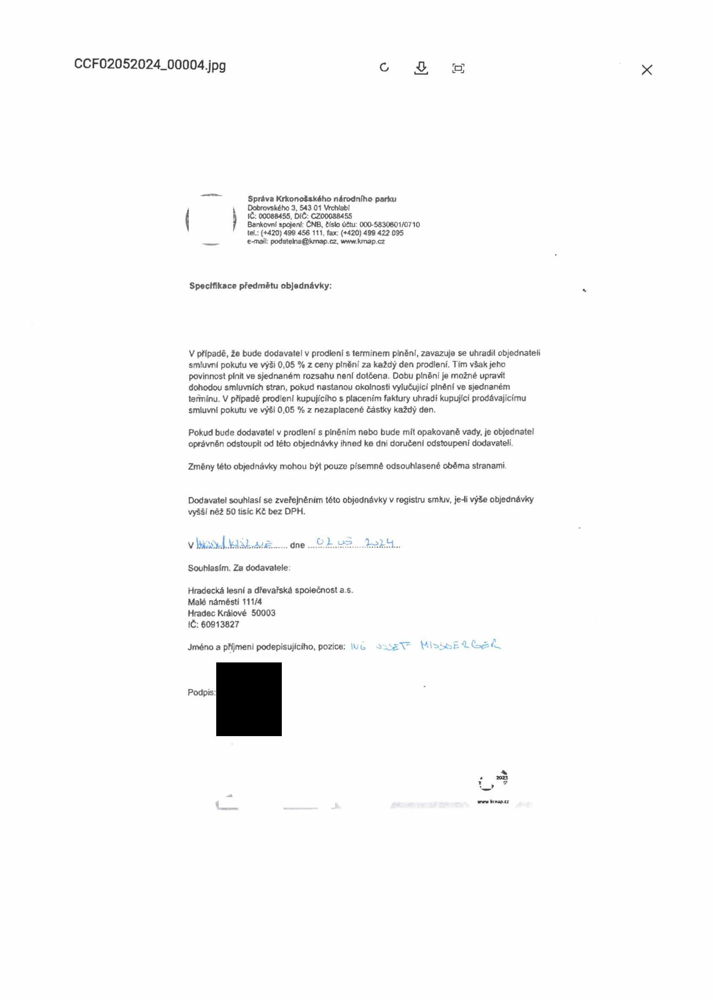 CCF02052024_00004.jpg
Správa Krkonošského národního parku
Dobrovského 3, 543 01 Vrchlabí
IČ: 00088455, DIČ: CZ00088455
Bankovní spojení: ČNB, číslo účtu: 000-5830601/0710
tel.: (+420) 499 456 111, fax: (+420) 499 422 095
e-mail: podatelna@krnap.cz, www.krnap.cz
Specifikace předmětu objednávky:
V případě, že bude dodavatel v prodlení s termínem plnění, zavazuje se uhradit objednateli
smluvní pokutu ve výši 0,05 % z ceny plnění za každý den prodlení. Tím však jeho
povinnost plnit ve sjednaném rozsahu není dotčena. Dobu plnění je možné upravit
dohodou smluvních stran, pokud nastanou okolnosti vylučující plnění ve sjednaném
termínu. V případě prodlení kupujícího s placením faktury uhradí kupující prodávajícímu
smluvní pokutu ve výši 0,05 % z nezaplacené částky každý den.
Pokud bude dodavatel v prodlení s plněním nebo bude mít opakovaně vady, je objednatel
oprávněn odstoupit od této objednávky ihned ke dni doručení odstoupení dodavateli.
Změny této objednávky mohou být pouze písemně odsouhlasené oběma stranami.
Dodavatel souhlasí se zveřejněním této objednávky v registru smluv, je-li výše objednávky
vyšší něž 50 tisíc Kč bez DPH.
V dne 02 05 2024
Souhlasím. Za dodavatele:
Hradecká lesní a dřevařská společnost a.s.
Malé náměstí 111/4
Hradec Králové 50003
IČ: 60913827
Jméno a příjmení podepisujícího, pozice: ING JOSEF
Podpis:
2023
www.krnap.cz